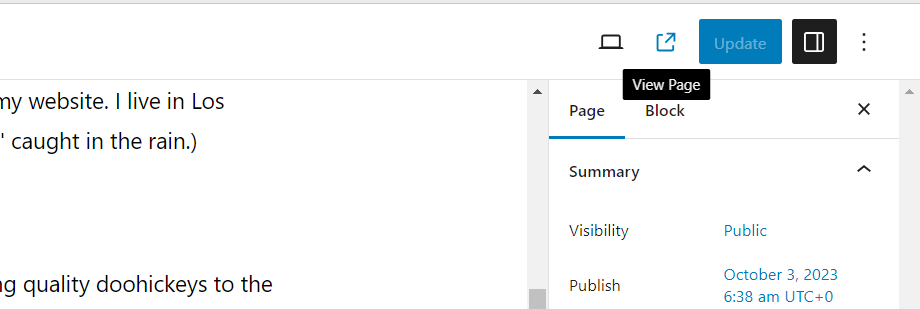 Update
View Page
my website. I live in Los
' caught in the rain.)
ng quality doohickeys to the
Page Block
Summary
Visibility Public
Publish October 3, 2023
6:38 am UTC+0